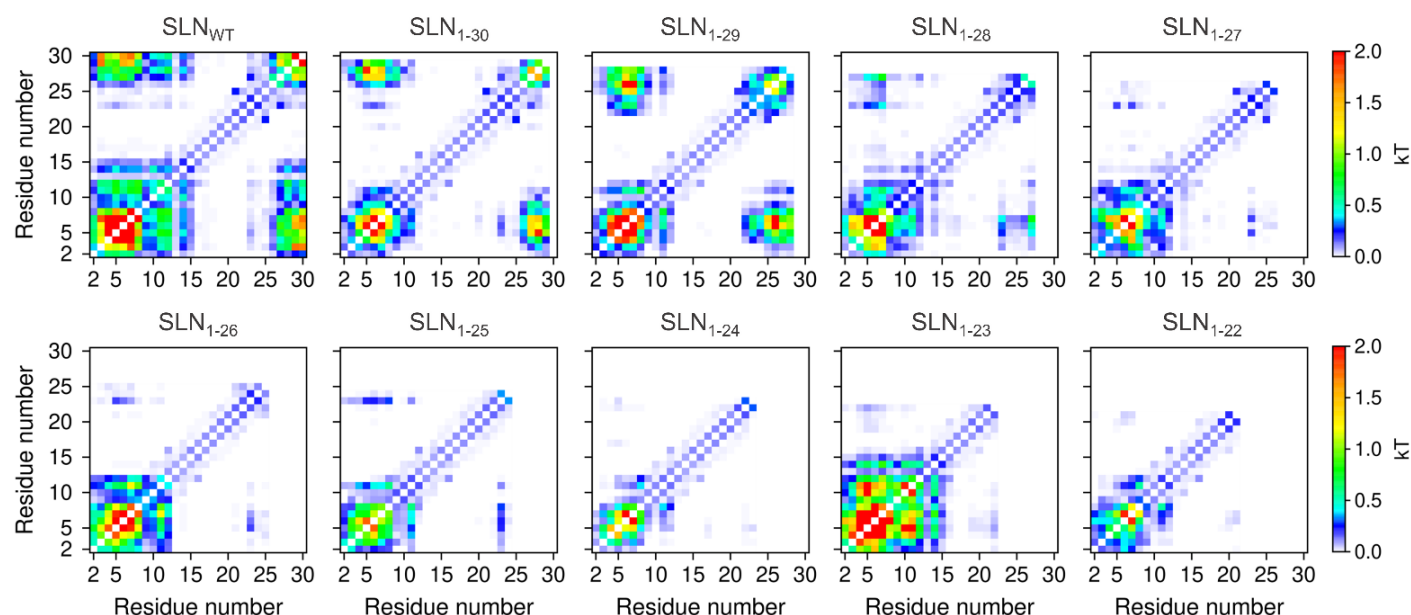 SLN_WT SLN_1-30 SLN_1-29 SLN_1-28 SLN_1-27
Residue number
30
25
20
15
10
5
2
2 5 10 15 20 25 30 2 5 10 15 20 25 30 2 5 10 15 20 25 30 2 5 10 15 20 25 30 2 5 10 15 20 25 30
2.0
1.5
1.0
0.5
0.0
kT
SLN_1-26 SLN_1-25 SLN_1-24 SLN_1-23 SLN_1-22
Residue number
30
25
20
15
10
5
2
2 5 10 15 20 25 30 2 5 10 15 20 25 30 2 5 10 15 20 25 30 2 5 10 15 20 25 30 2 5 10 15 20 25 30
2.0
1.5
1.0
0.5
0.0
kT
Residue number Residue number Residue number Residue number Residue number